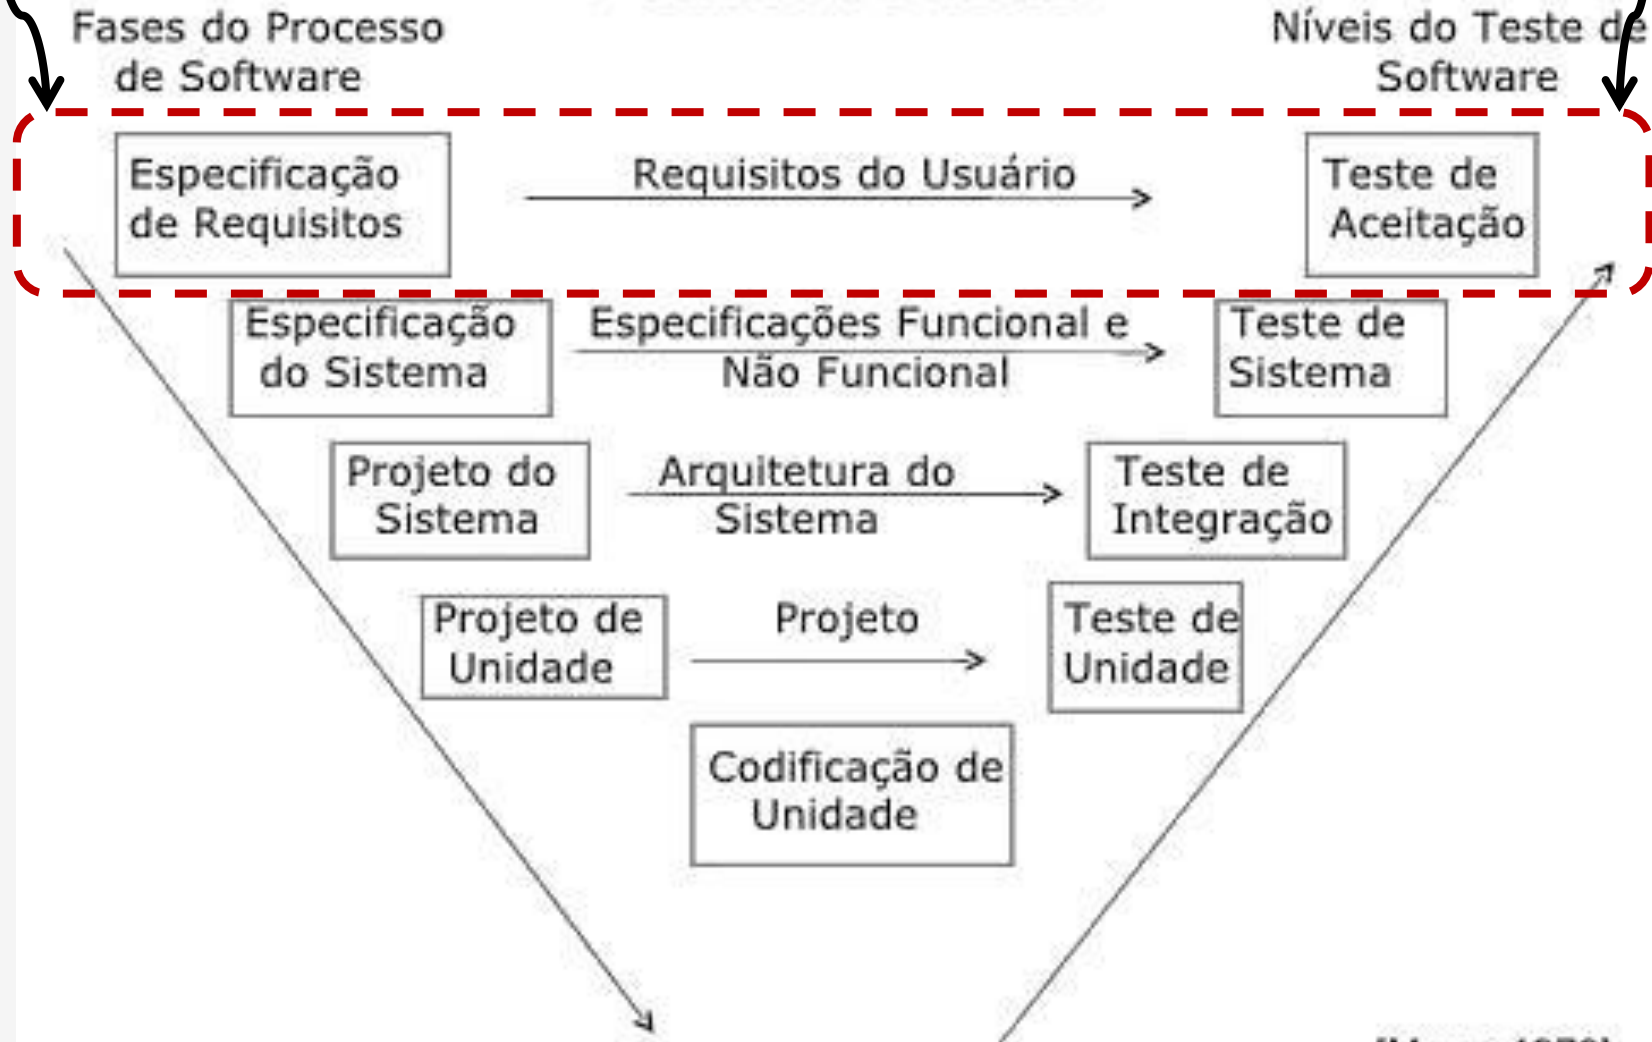 Fases do Processo
de Software
Níveis do Teste de
Software
Especificação
de Requisitos
Requisitos do Usuário
Teste de
Aceitação
Especificação
do Sistema
Especificações Funcional e
Não Funcional
Teste de
Sistema
Projeto do
Sistema
Arquitetura do
Sistema
Teste de
Integração
Projeto de
Unidade
Projeto
Teste de
Unidade
Codificação de
Unidade